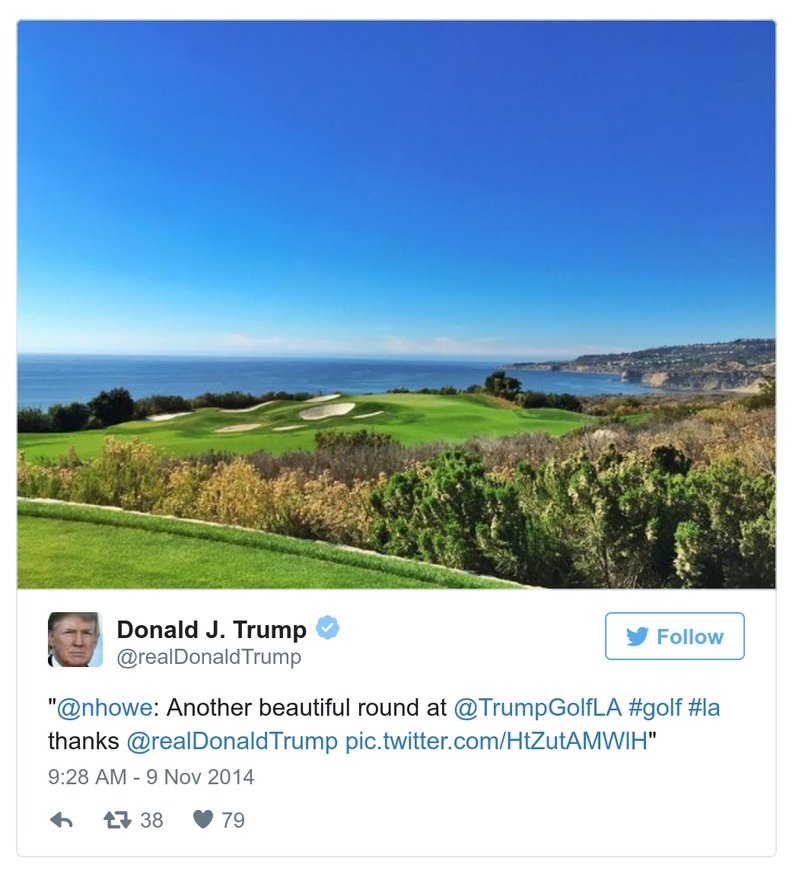 Donald J. Trump
@realDonaldTrump
Follow
"@nhowe: Another beautiful round at @TrumpGolfLA #golf #la
thanks @realDonaldTrump pic.twitter.com/HtZutAMWlH"
9:28 AM - 9 Nov 2014
38 79